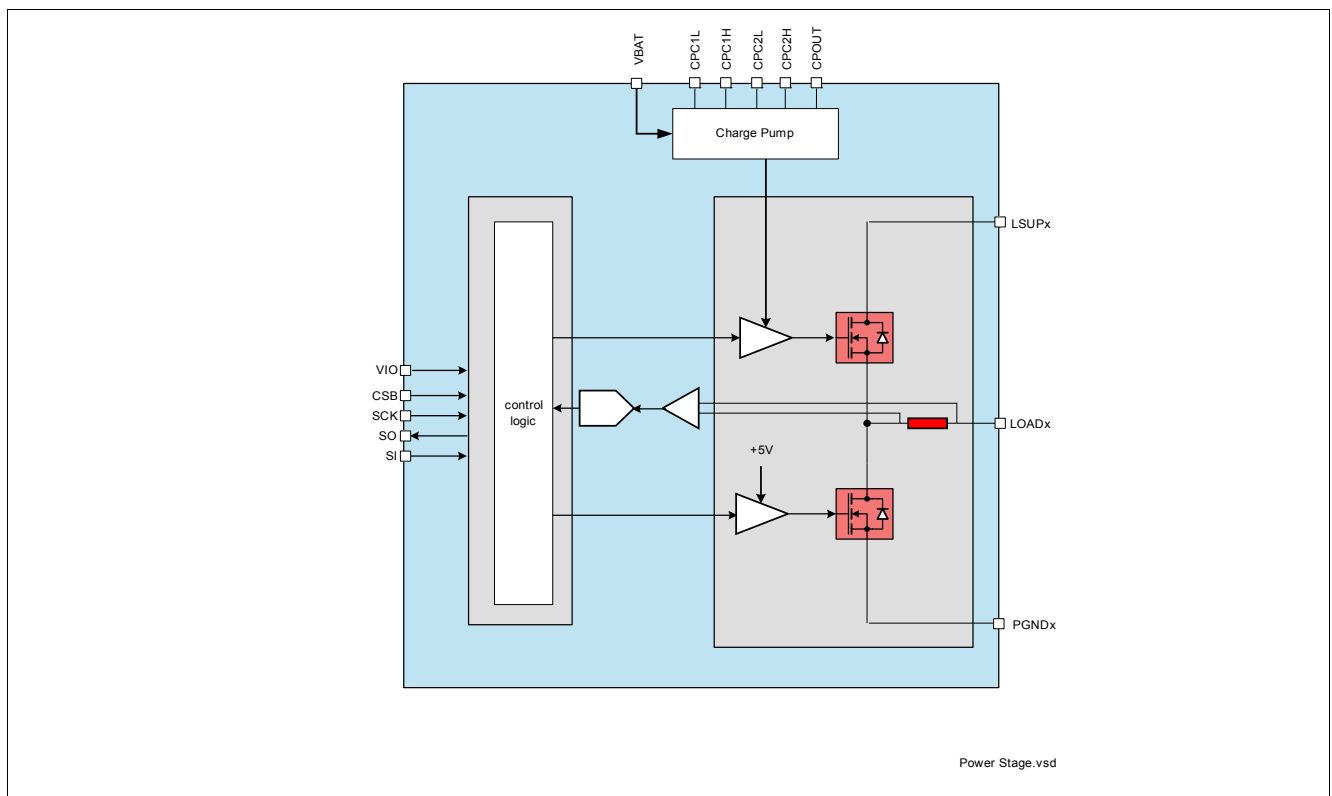 VBAT
CPC1L
CPC1H
CPC2L
CPC2H
CPOUT
Charge Pump
LSUPx
VIO
CSB
SCK
SO
SI
control
logic
LOADx
+5V
PGNDx
Power Stage.vsd